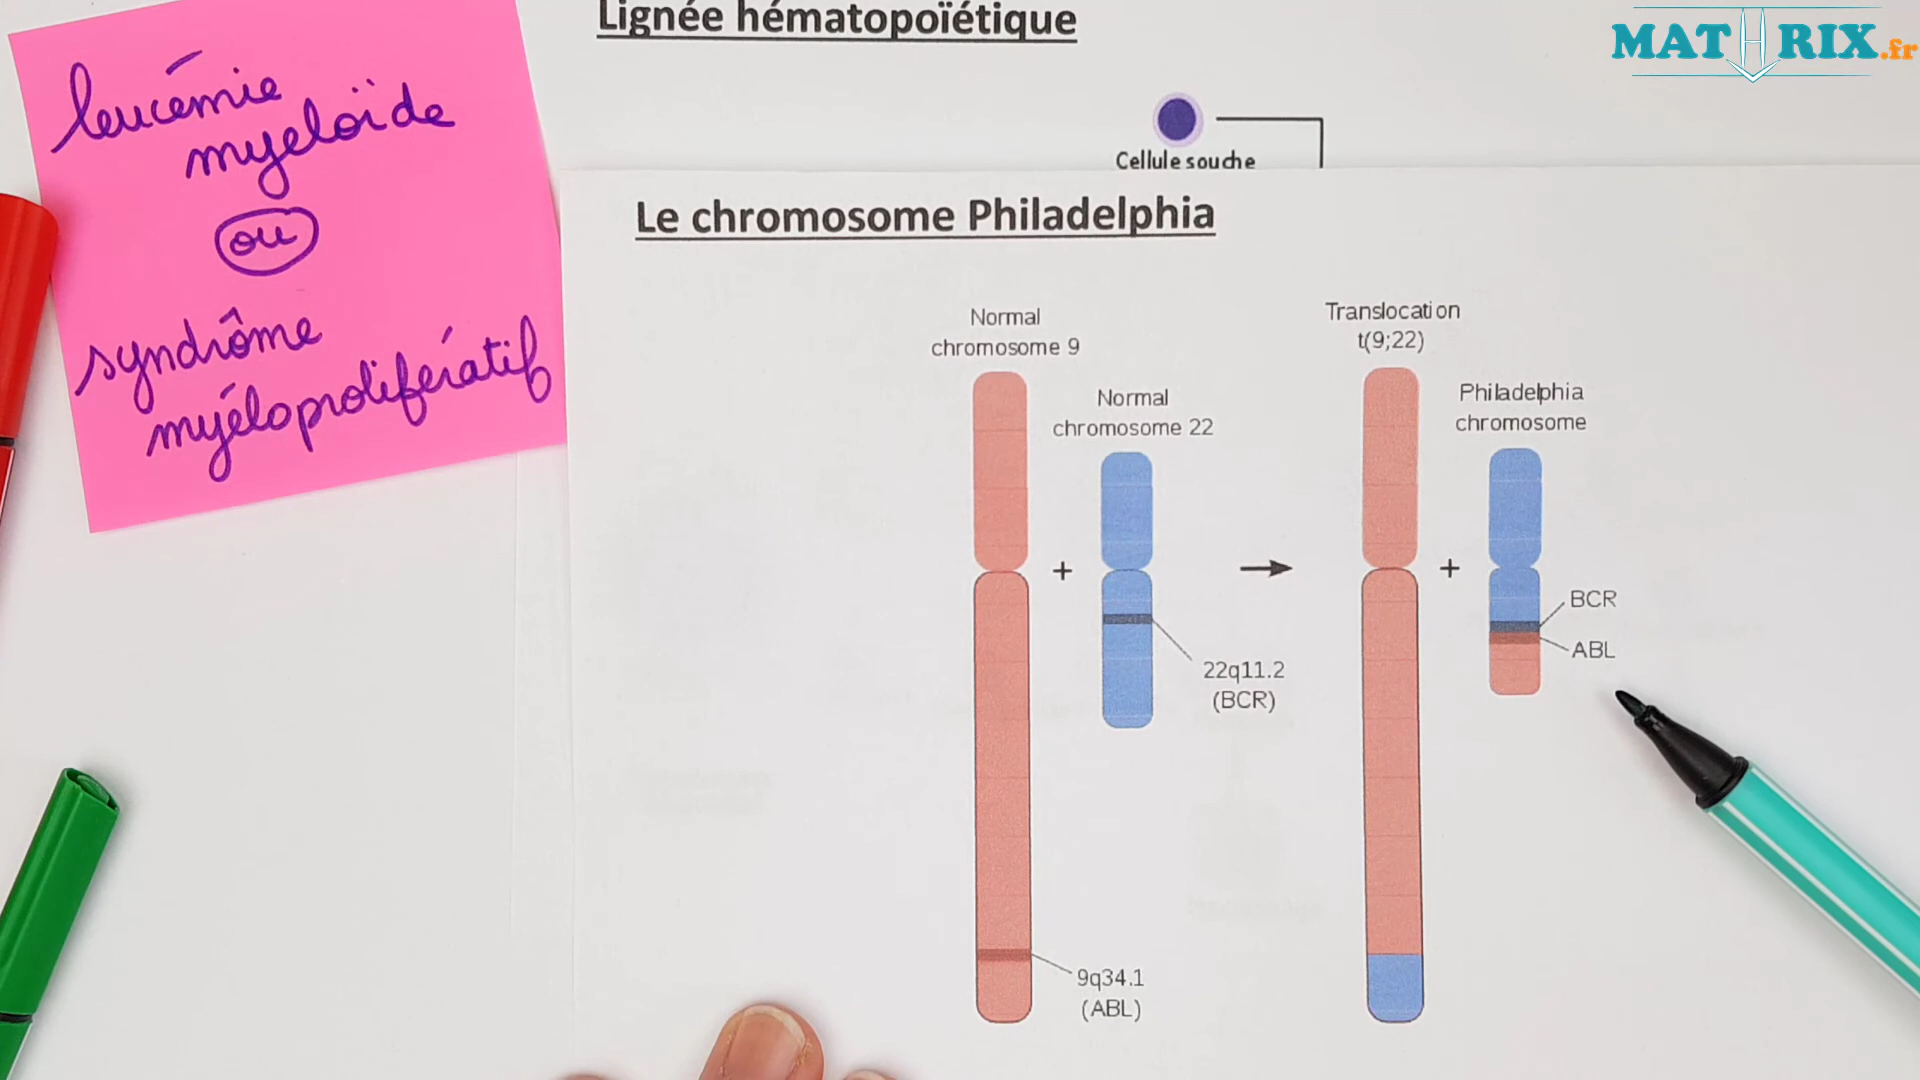 Lignée hématopoïétique
MATHRIX.fr
leucémie
myeloïde
ou
syndrôme
myéloprolifératif
Cellule souche
Le chromosome Philadelphia
Normal
chromosome 9
Normal
chromosome 22
Translocation
t(9;22)
Philadelphia
chromosome
+
+
BCR
ABL
22q11.2
(BCR)
9q34.1
(ABL)